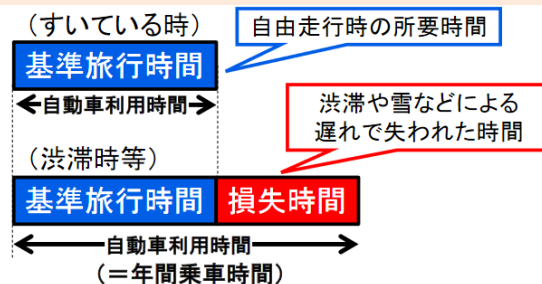 (すいている時)
自由走行時の所要時間
基準旅行時間
自動車利用時間
渋滞や雪などによる
遅れで失われた時間
(渋滞時等)
基準旅行時間
損失時間
自動車利用時間
(=年間乗車時間)